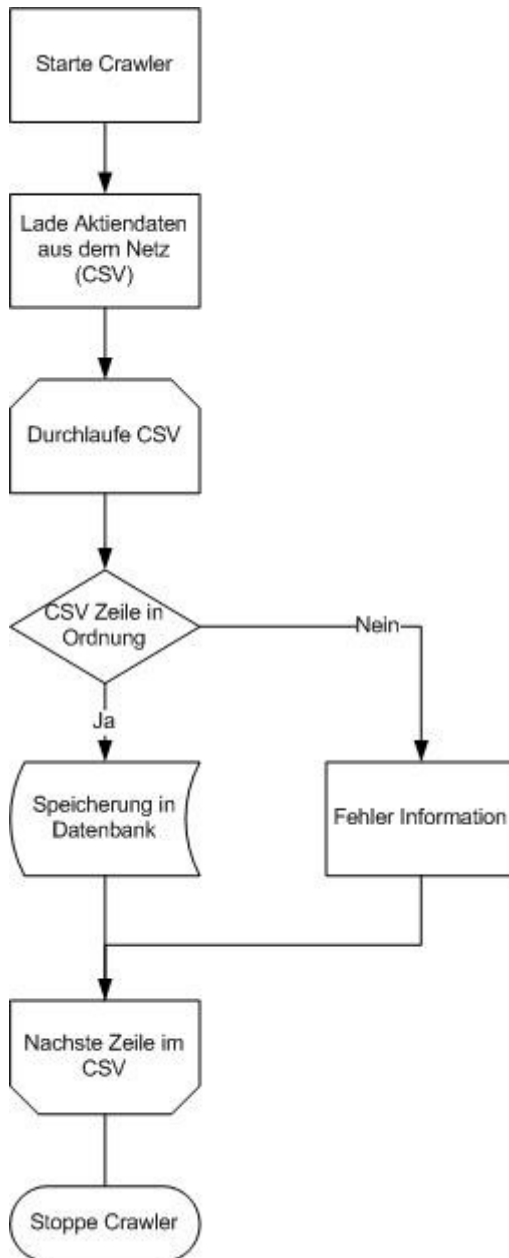 Starte Crawler
Lade Aktiendaten
aus dem Netz
(CSV)
Durchlaufe CSV
CSV Zeile in
Ordnung
Nein
Ja
Speicherung in
Datenbank
Fehler Information
Nachste Zeile im
CSV
Stoppe Crawler